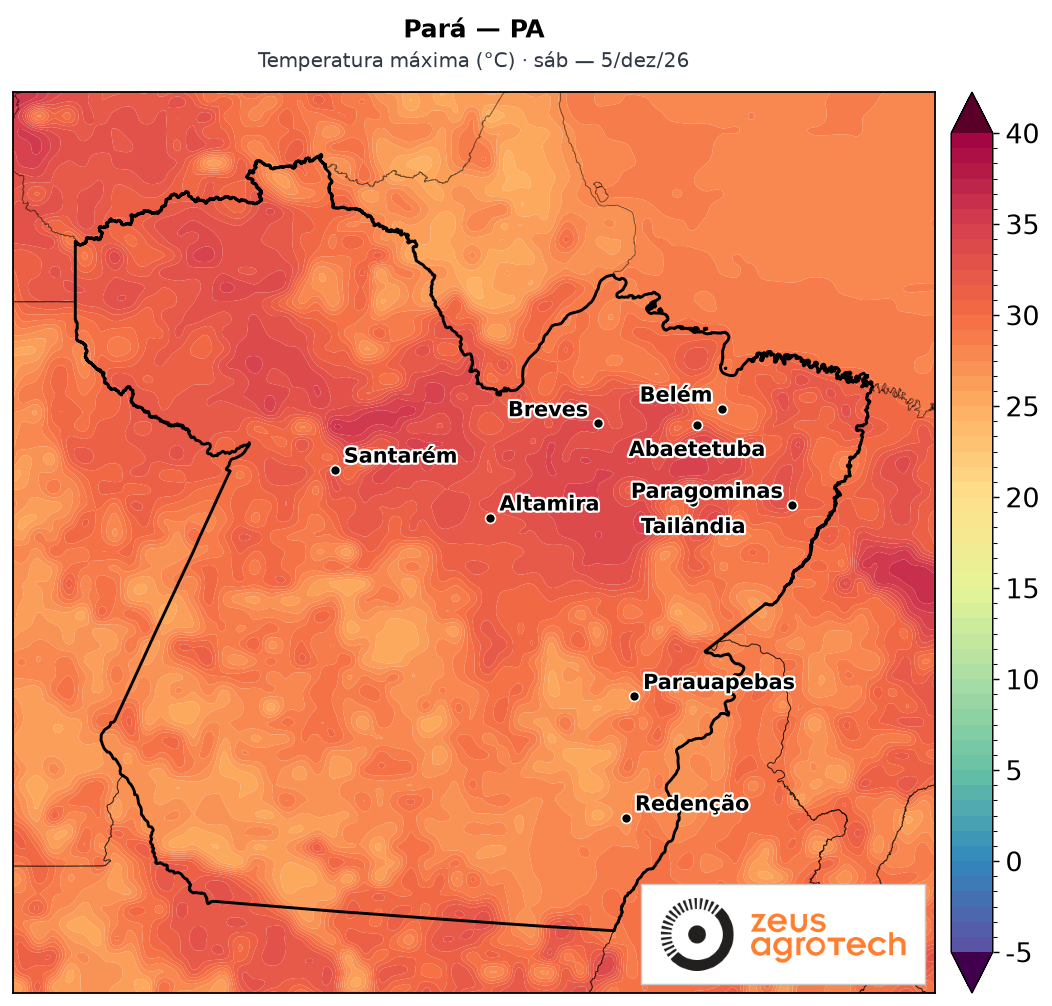 Pará — PA
Temperatura máxima (°C) · sáb — 5/dez/26
40
35
30
25
20
15
10
5
0
-5
Belém
Breves
Abaetetuba
Santarém
Paragominas
Altamira
Tailândia
Parauapebas
Redenção
zeus
agrotech